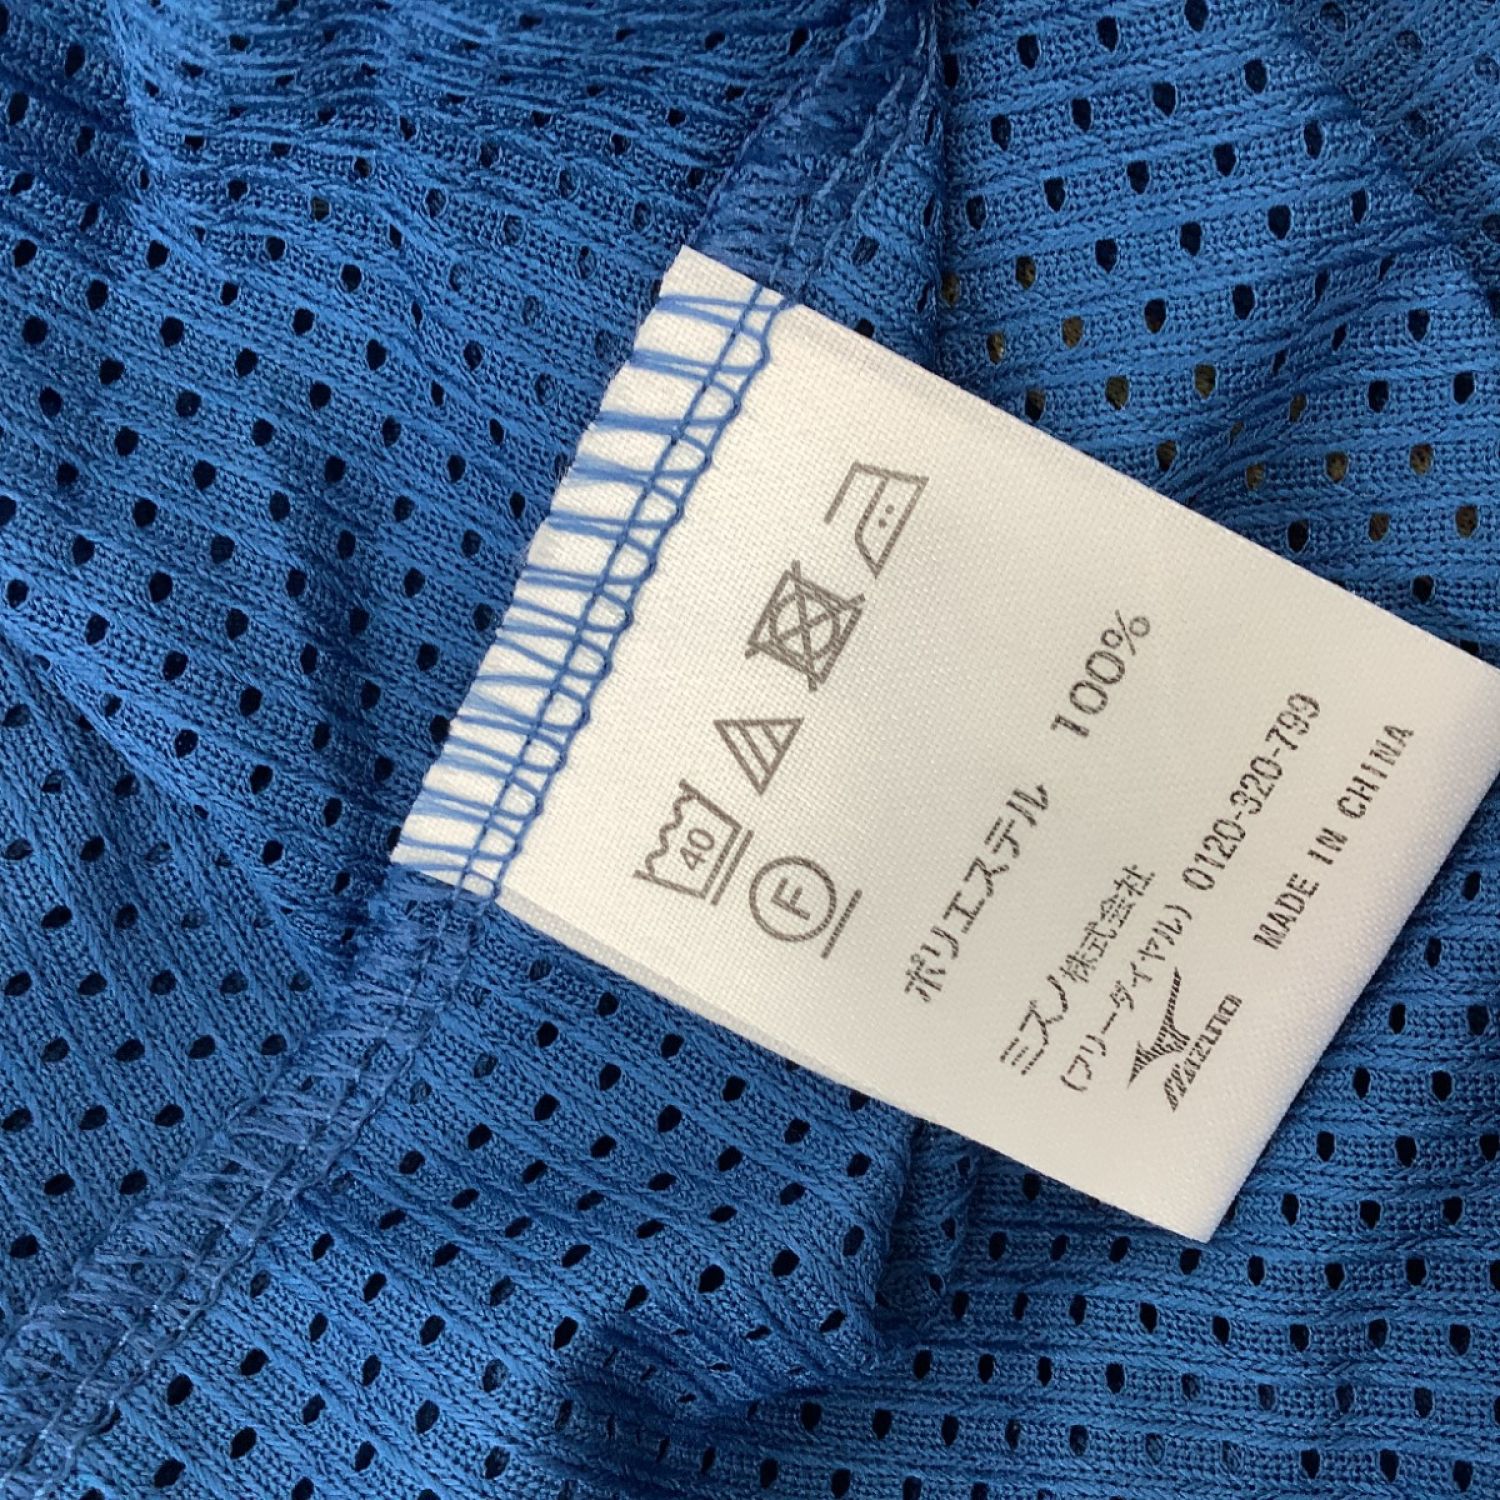 40
F
ポリエステル 100%
ミズノ株式会社
(フリーダイヤル) 0120-320-799
mizuno
MADE IN CHINA